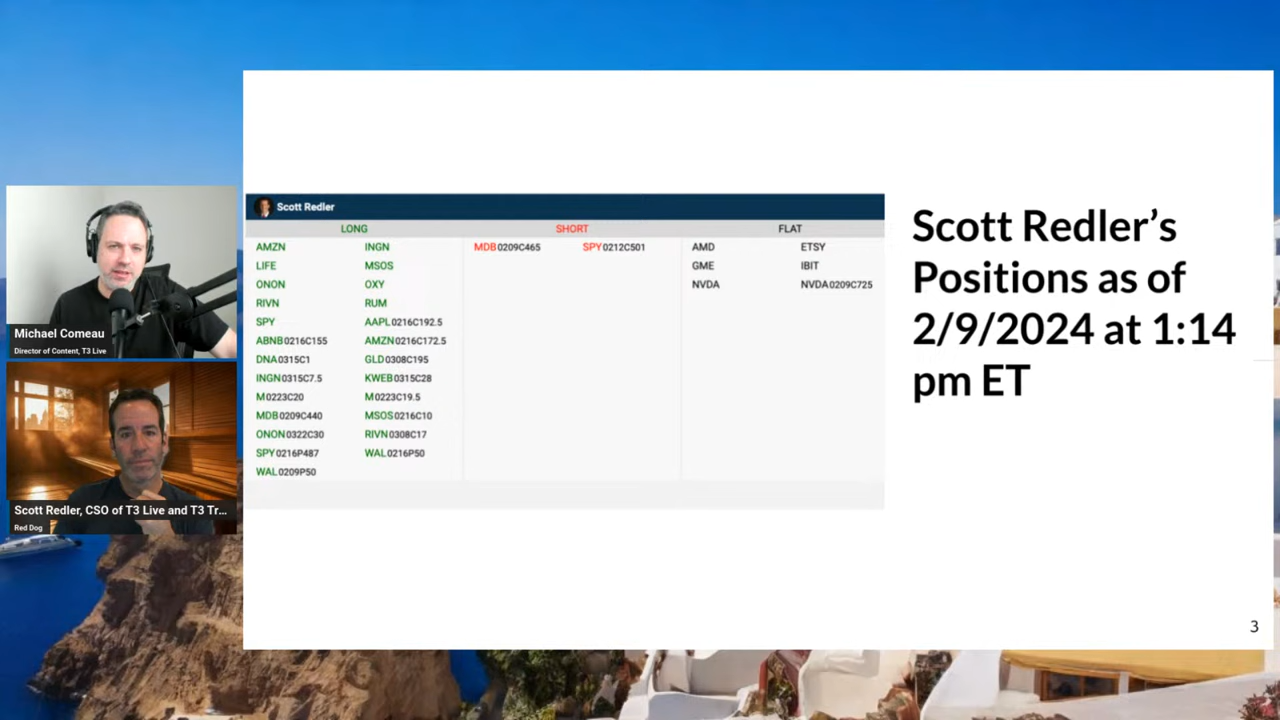 Michael Comeau
Director of Content, T3 Live
Scott Redler, CSO of T3 Live and T3 Tr...
Red Dog
Scott Redler
LONG SHORT FLAT
AMZN INGN MDB0209C465 SPY0212C501 AMD ETSY
LIFE MSOS GME IBIT
ONON OXY NVDA NVDA0209C725
RIVN RUM
SPY AAPL0216C192.5
ABNB0216C155 AMZN0216C172.5
DNA0315C1 GLD0308C195
INGN0315C7.5 KWEB0315C28
M0223C20 M0223C19.5
MDB0209C440 MSOS0216C10
ONON0322C30 RIVN0308C17
SPY0216P487 WAL0216P50
WAL0209P50
Scott Redler’s
Positions as of
2/9/2024 at 1:14
pm ET
3